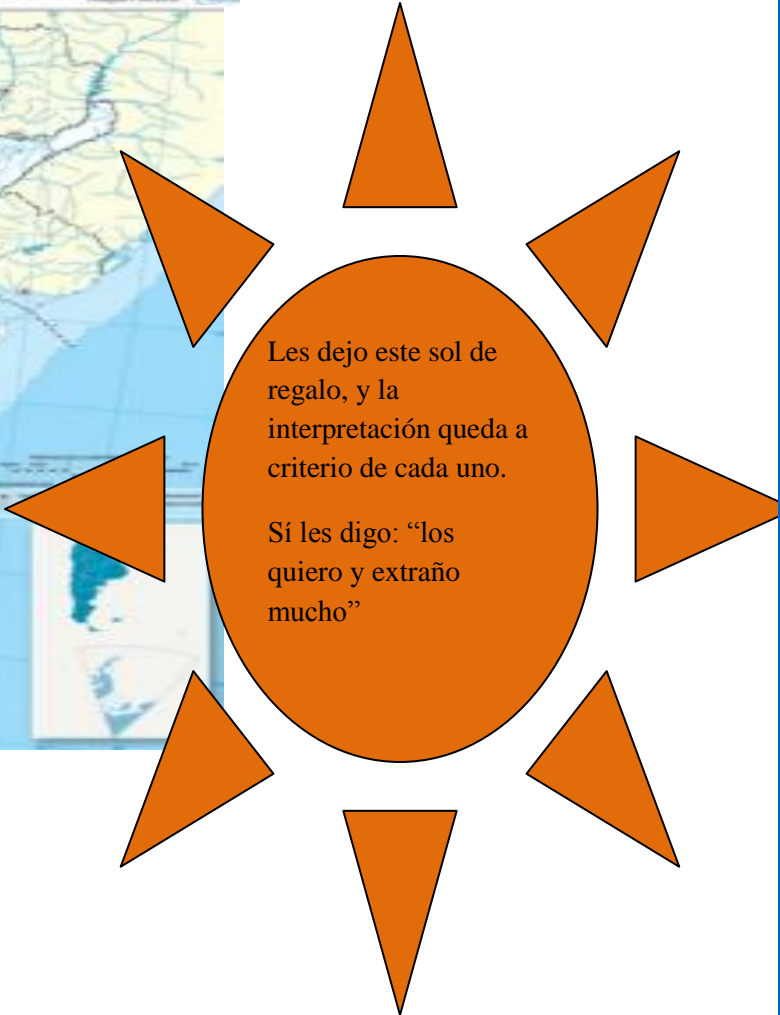 Les dejo este sol de
regalo, y la
interpretación queda a
criterio de cada uno.
Sí les digo: “los
quiero y extraño
mucho”